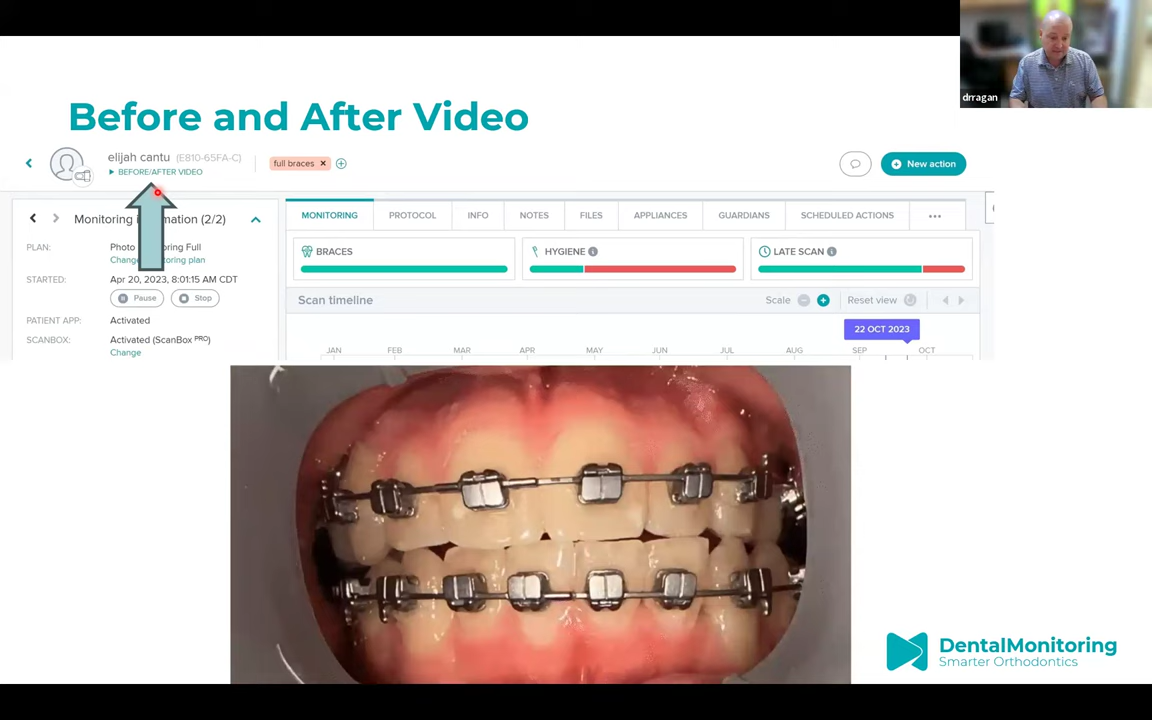 drragan
Before and After Video
elijah cantu (E810-65FA-C)
BEFORE/AFTER VIDEO
full braces
New action
Monitoring information (2/2)
PLAN:
Photo Monitoring Full
Change monitoring plan
STARTED:
Apr 20, 2023, 8:01:15 AM CDT
Pause
Stop
PATIENT APP:
Activated
SCANBOX:
Activated (ScanBox PRO)
Change
MONITORING
PROTOCOL
INFO
NOTES
FILES
APPLIANCES
GUARDIANS
SCHEDULED ACTIONS
BRACES
HYGIENE
LATE SCAN
Scan timeline
Scale
Reset view
22 OCT 2023
JAN FEB MAR APR MAY JUN JUL AUG SEP OCT
DentalMonitoring
Smarter Orthodontics